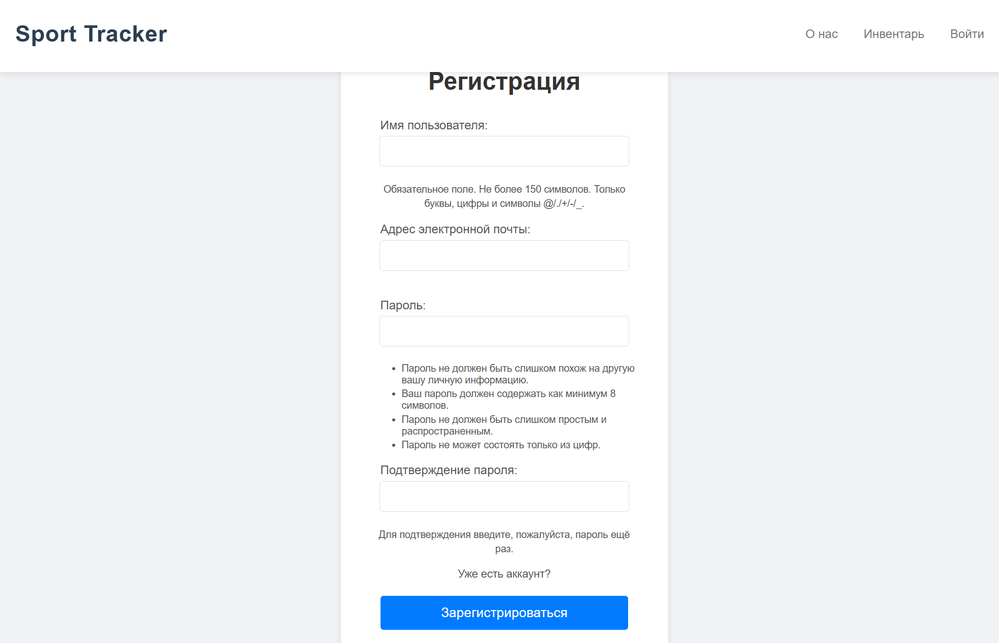 Sport Tracker
О нас
Инвентарь
Войти
Регистрация
Имя пользователя:
Обязательное поле. Не более 150 символов. Только
буквы, цифры и символы @/./+/-/_.
Адрес электронной почты:
Пароль:
• Пароль не должен быть слишком похож на другую
вашу личную информацию.
• Ваш пароль должен содержать как минимум 8
символов.
• Пароль не должен быть слишком простым и
распространенным.
• Пароль не может состоять только из цифр.
Подтверждение пароля:
Для подтверждения введите, пожалуйста, пароль ещё
раз.
Уже есть аккаунт?
Зарегистрироваться